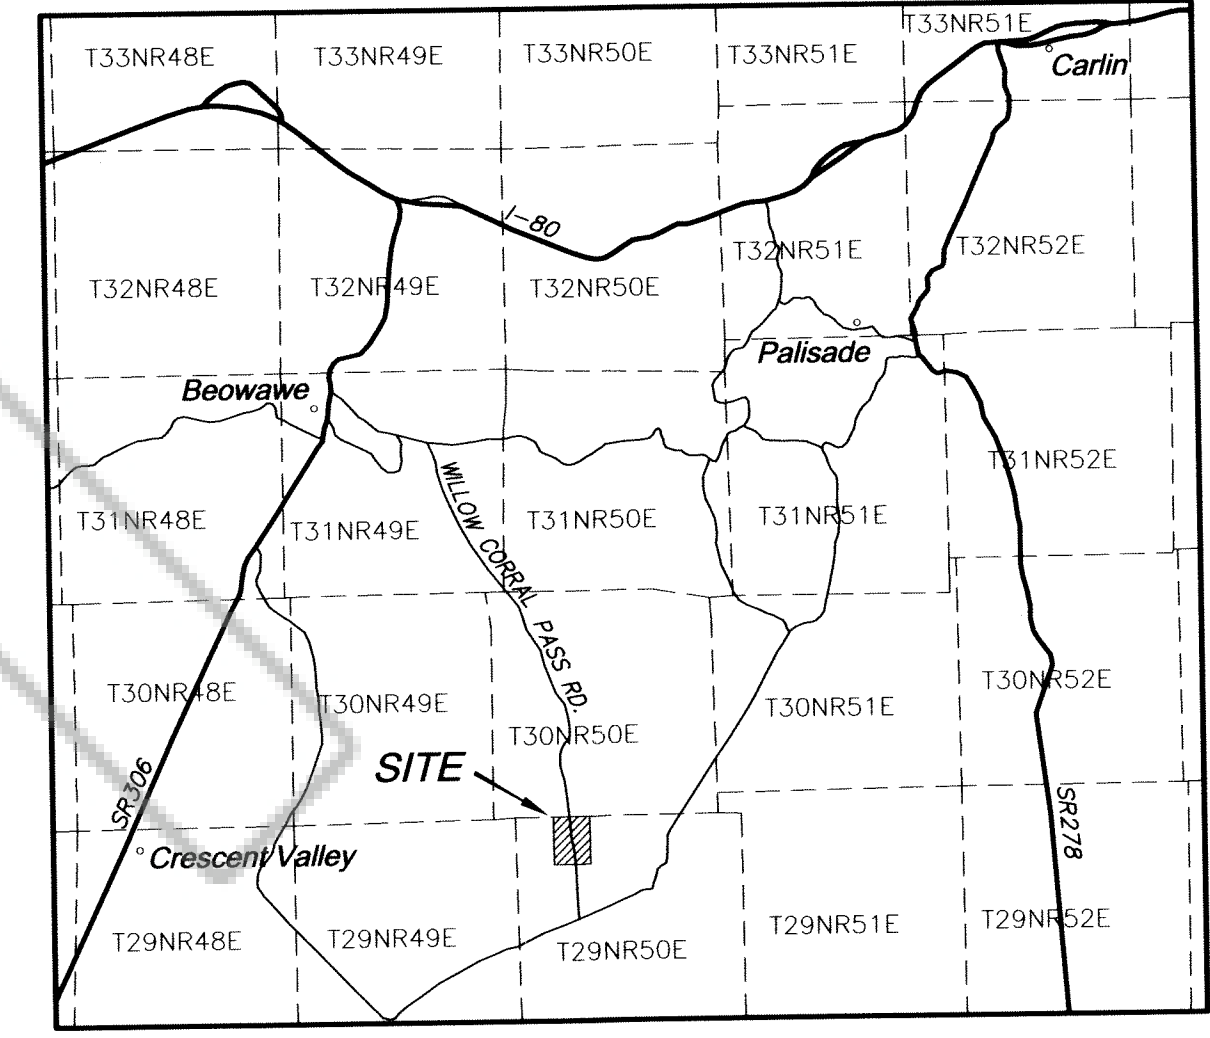 T33NR48E
T33NR49E
T33NR50E
T33NR51E
T33NR51E
Carlin
I-80
T32NR48E
T32NR49E
T32NR50E
T32NR51E
T32NR52E
Palisade
Beowawe
T31NR48E
T31NR49E
WILLOW CORRAL PASS RD.
T31NR50E
T31NR51E
T31NR52E
T30NR48E
T30NR49E
T30NR50E
T30NR51E
T30NR52E
SITE
SR306
SR278
Crescent Valley
T29NR48E
T29NR49E
T29NR50E
T29NR51E
T29NR52E